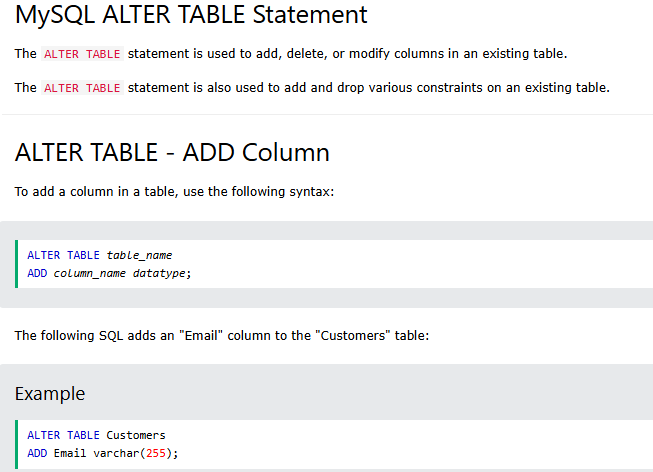 MySQL ALTER TABLE Statement
The ALTER TABLE statement is used to add, delete, or modify columns in an existing table.
The ALTER TABLE statement is also used to add and drop various constraints on an existing table.
ALTER TABLE - ADD Column
To add a column in a table, use the following syntax:
ALTER TABLE table_name
ADD column_name datatype;
The following SQL adds an "Email" column to the "Customers" table:
Example
ALTER TABLE Customers
ADD Email varchar(255);